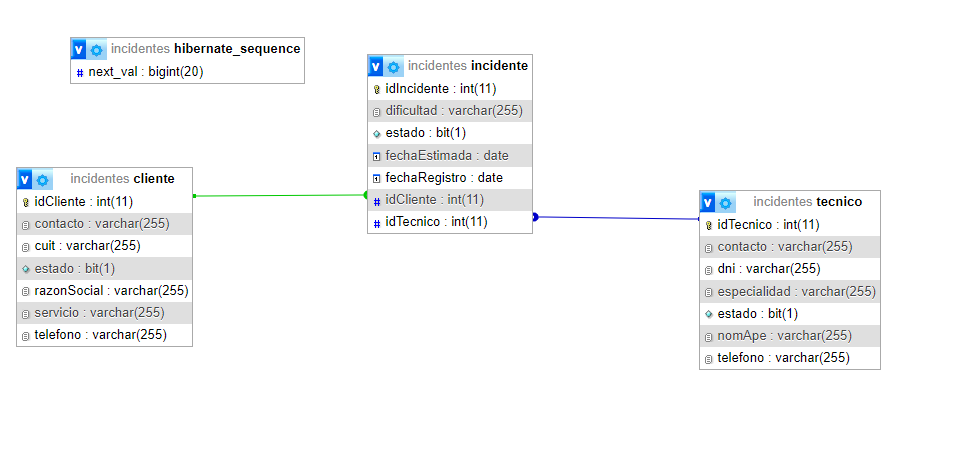 incidentes hibernate_sequence
next_val : bigint(20)
incidentes incidente
idIncidente : int(11)
dificultad : varchar(255)
estado : bit(1)
fechaEstimada : date
fechaRegistro : date
idCliente : int(11)
idTecnico : int(11)
incidentes cliente
idCliente : int(11)
contacto : varchar(255)
cuit : varchar(255)
estado : bit(1)
razonSocial : varchar(255)
servicio : varchar(255)
telefono : varchar(255)
incidentes tecnico
idTecnico : int(11)
contacto : varchar(255)
dni : varchar(255)
especialidad : varchar(255)
estado : bit(1)
nomApe : varchar(255)
telefono : varchar(255)